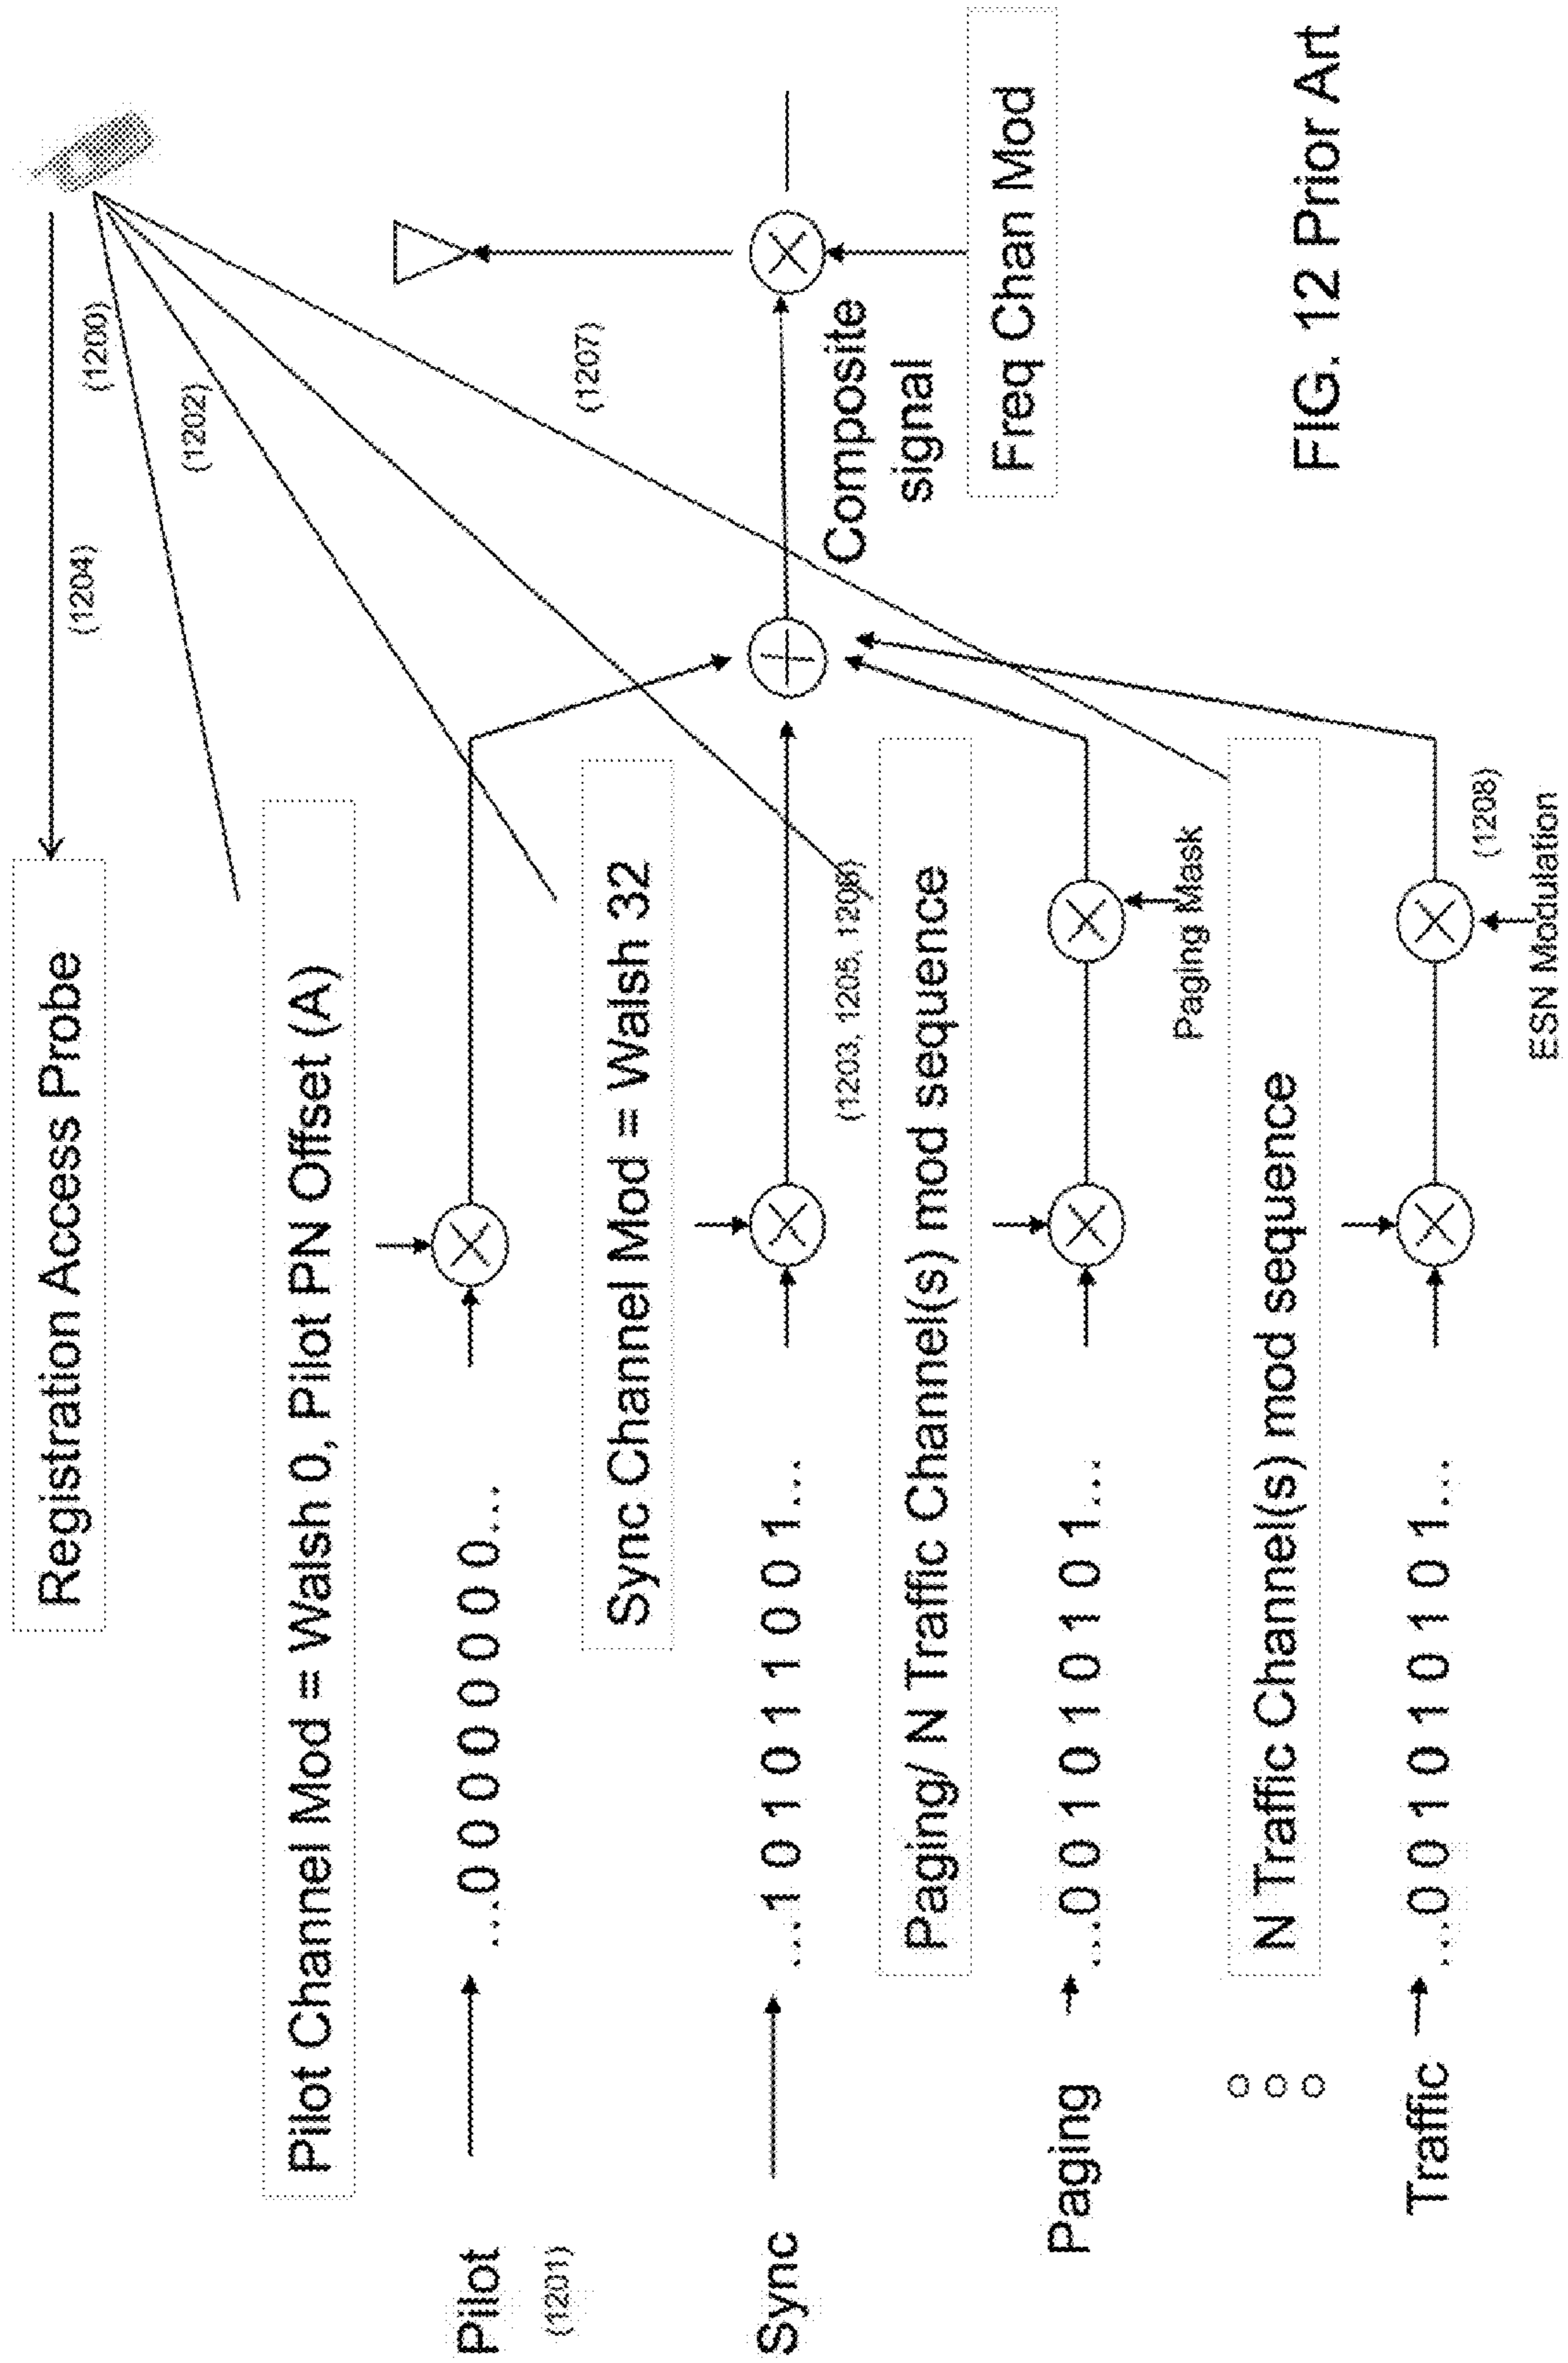 Registration Access Probe
(1204)
(1200)
(1202)
Pilot Channel Mod = Walsh 0, Pilot PN Offset (A)
Pilot
(1201)
...0 0 0 0 0 0 0 0...
Sync Channel Mod = Walsh 32
(1207)
Sync
...1 0 1 0 1 1 0 0 1...
Composite
signal
(1203, 1205, 1206)
Paging/ N Traffic Channel(s) mod sequence
Freq Chan Mod
Paging
...0 0 1 0 1 0 1 0 1...
Paging Mask
N Traffic Channel(s) mod sequence
Traffic
...0 0 1 0 1 0 1 0 1...
(1208)
ESN Modulation
FIG. 12 Prior Art